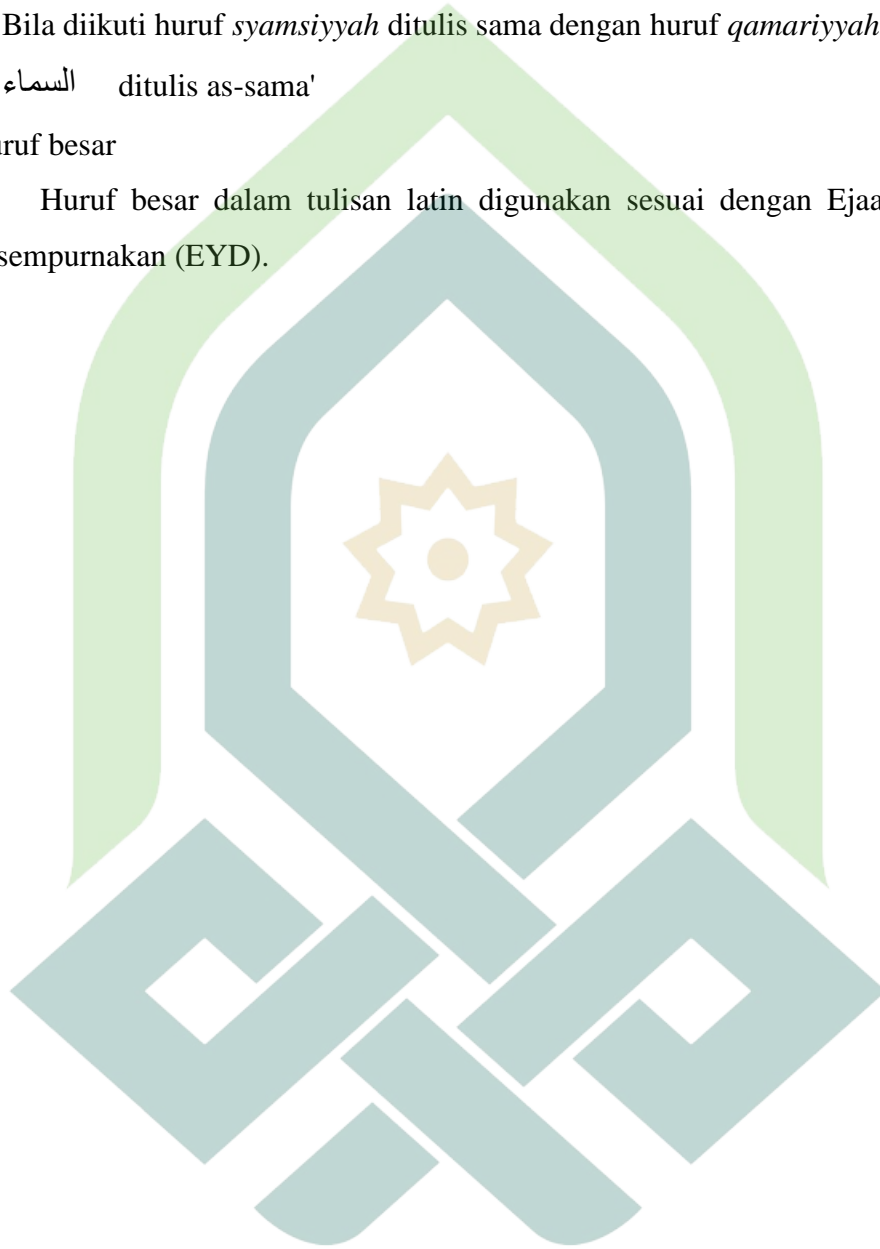 Bila diikuti huruf syamsiyyah ditulis sama dengan huruf qamariyyah
السماء ditulis as-sama'
uruf besar
Huruf besar dalam tulisan latin digunakan sesuai dengan Ejaa
sempurnakan (EYD).